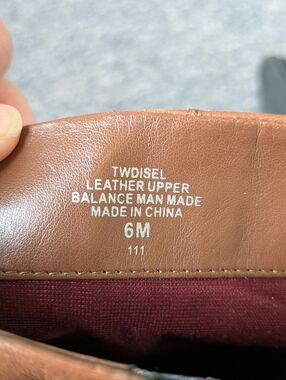 TWDISEL
LEATHER UPPER
BALANCE MAN MADE
MADE IN CHINA
6M
111